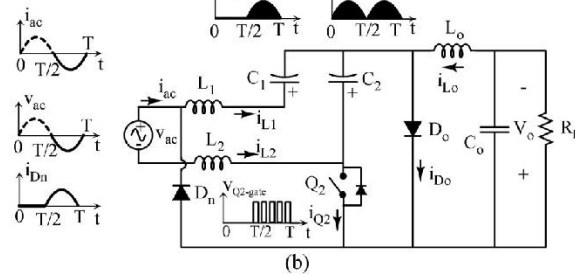 0 T/2 T t
0 T/2 T t
i_ac
T
0 T/2 t
v_ac
T
0 T/2 t
i_Dn
0 T/2 T t
i_ac
L_1
i_L1
C_1
+
C_2
+
L_o
i_Lo
v_ac
L_2
i_L2
D_n
v_Q2-gate
0 T/2 T t
Q_2
i_Q2
D_o
i_Do
C_o
-
V_o
+
(b)